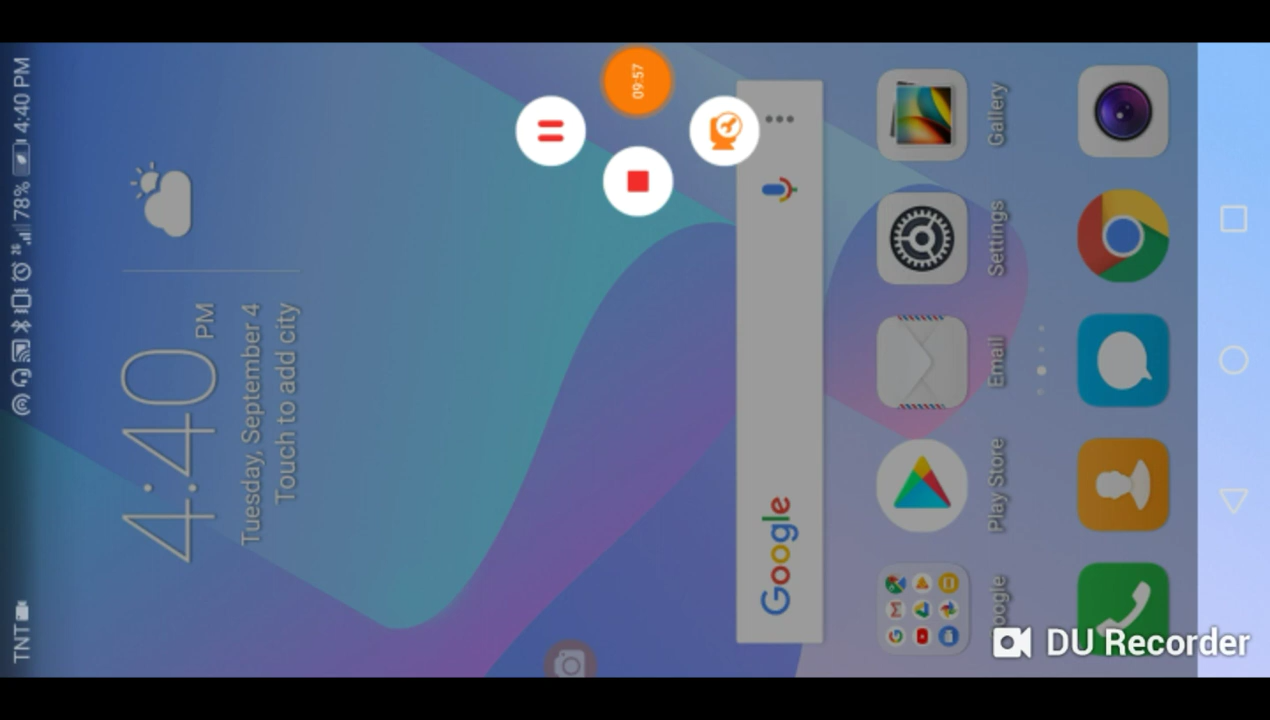 TNT
78%
4:40 PM
4:40
PM
Tuesday, September 4
Touch to add city
09:57
Google
Google
Play Store
Email
Settings
Gallery
DU Recorder